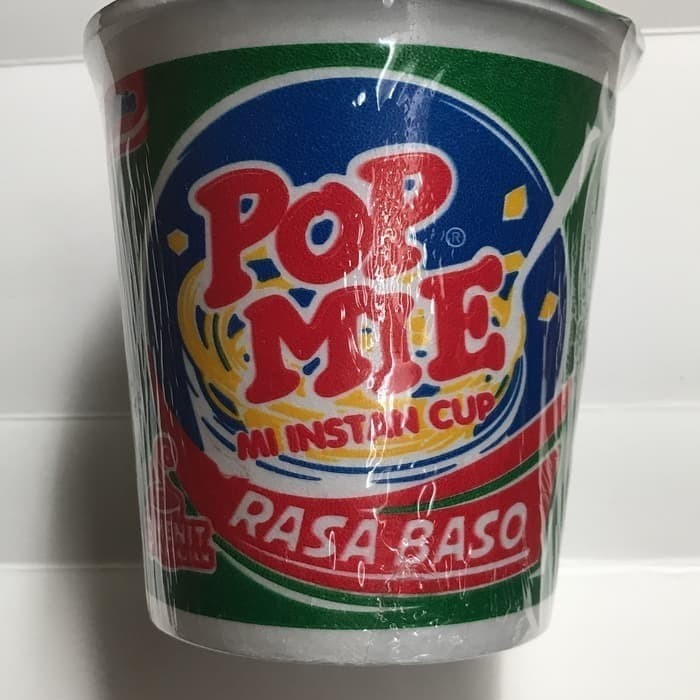 POP
MIE®
MI INSTAN CUP
RASA BASO